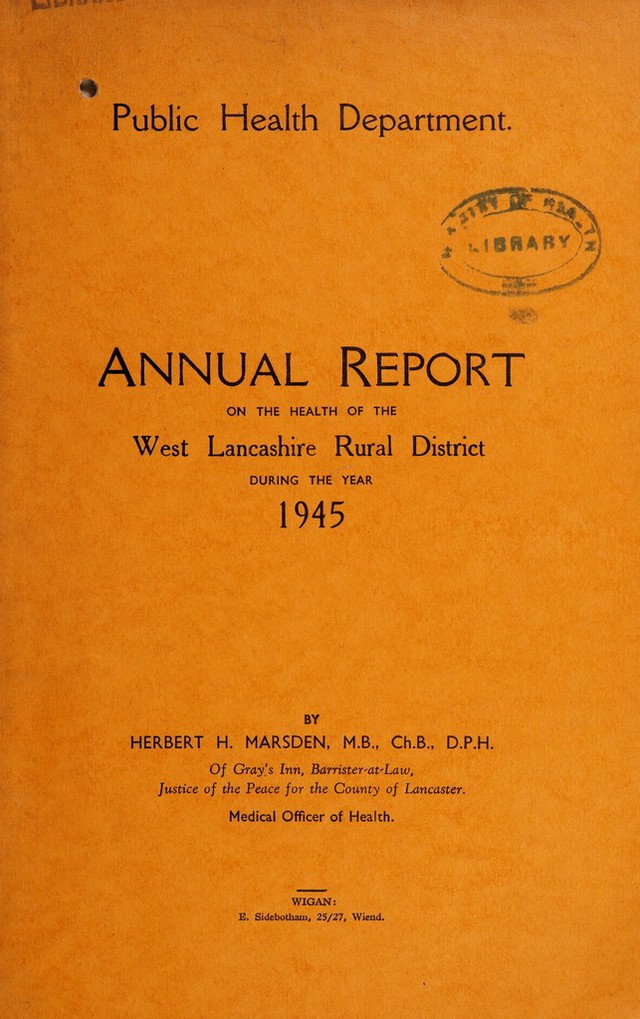 Public Health Department.
OF
LIBRARY
ANNUAL REPORT
ON THE HEALTH OF THE
West Lancashire Rural District
DURING THE YEAR
1945
BY
HERBERT H. MARSDEN, M.B., Ch.B., D.P.H.
Of Gray's Inn, Barrister-at-Law,
Justice of the Peace for the County of Lancaster.
Medical Officer of Health.
WIGAN:
E. Sidebotham, 25/27, Wiend.